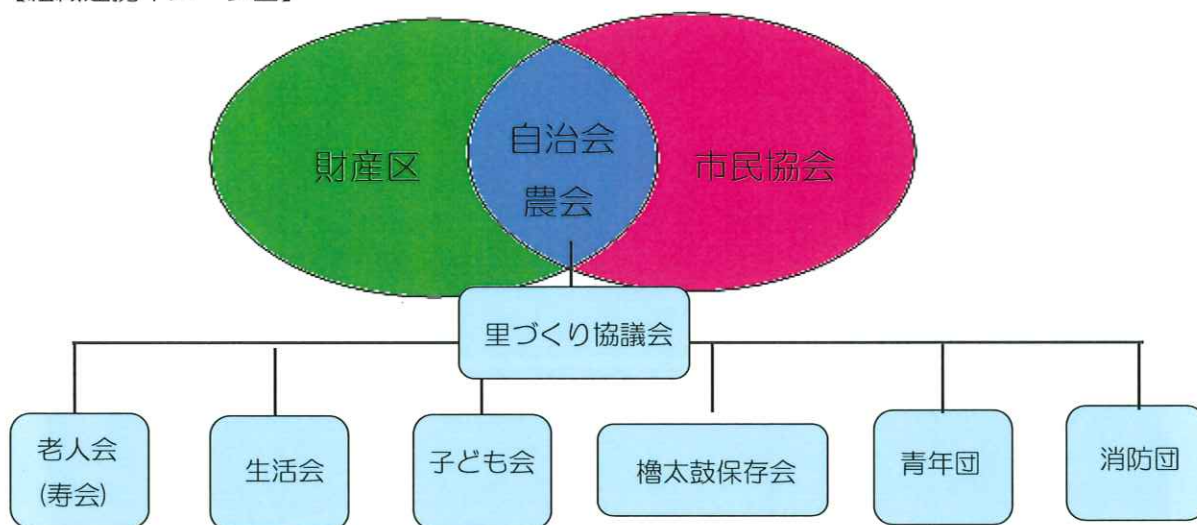 財産区
自治会
農会
市民協会
里づくり協議会
老人会
(寿会)
生活会
子ども会
櫓太鼓保存会
青年団
消防団